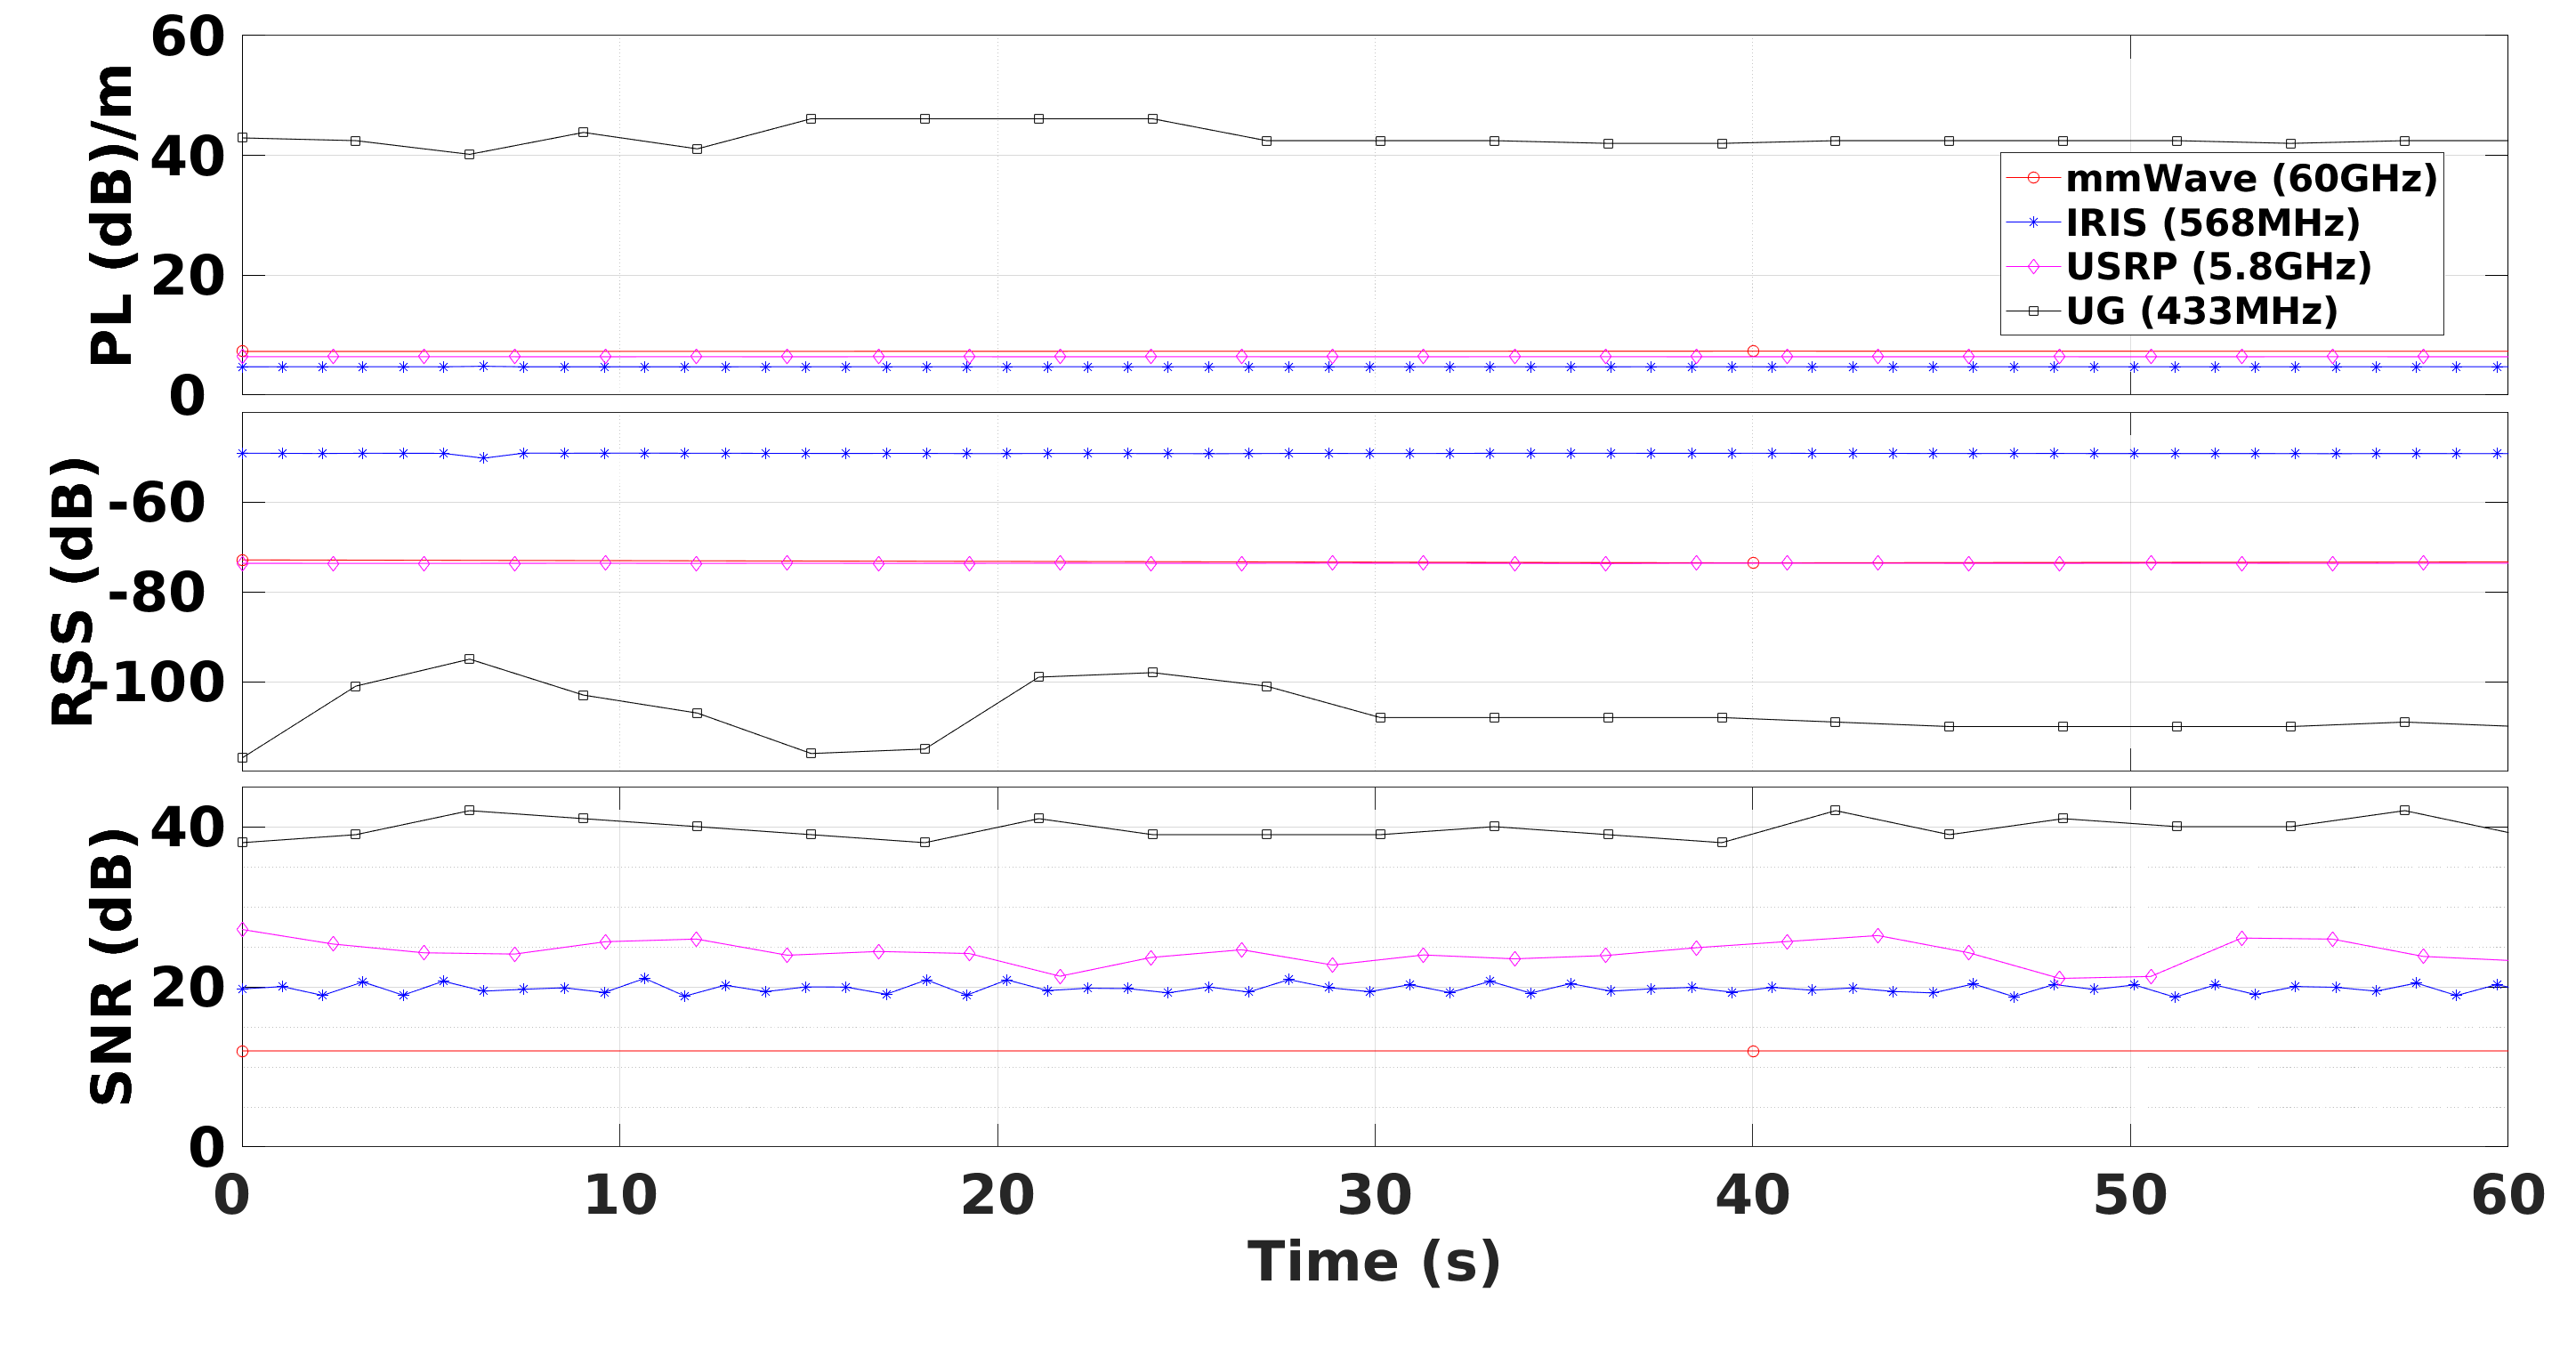 PL (dB)/m
60
40
20
0
mmWave (60GHz)
IRIS (568MHz)
USRP (5.8GHz)
UG (433MHz)
RSS (dB)
-60
-80
-100
SNR (dB)
40
20
0
0 10 20 30 40 50 60
Time (s)